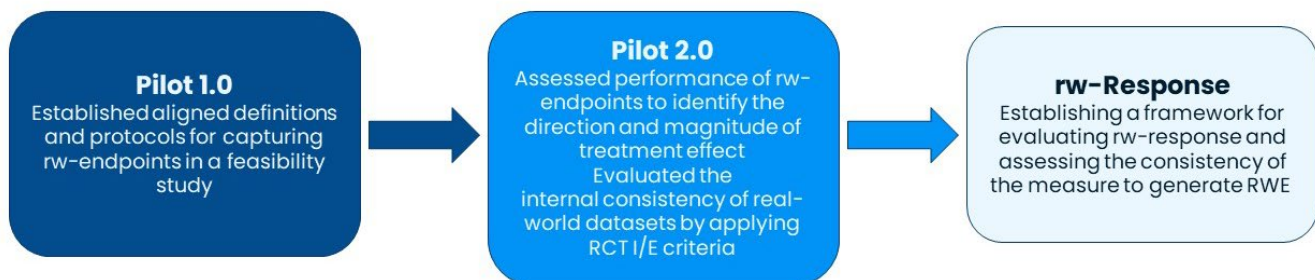 Pilot 1.0
Established aligned definitions
and protocols for capturing
rw-endpoints in a feasibility
study
Pilot 2.0
Assessed performance of rw-
endpoints to identify the
direction and magnitude of
treatment effect
Evaluated the
internal consistency of real-
world datasets by applying
RCT I/E criteria
rw-Response
Establishing a framework for
evaluating rw-response and
assessing the consistency of
the measure to generate RWE